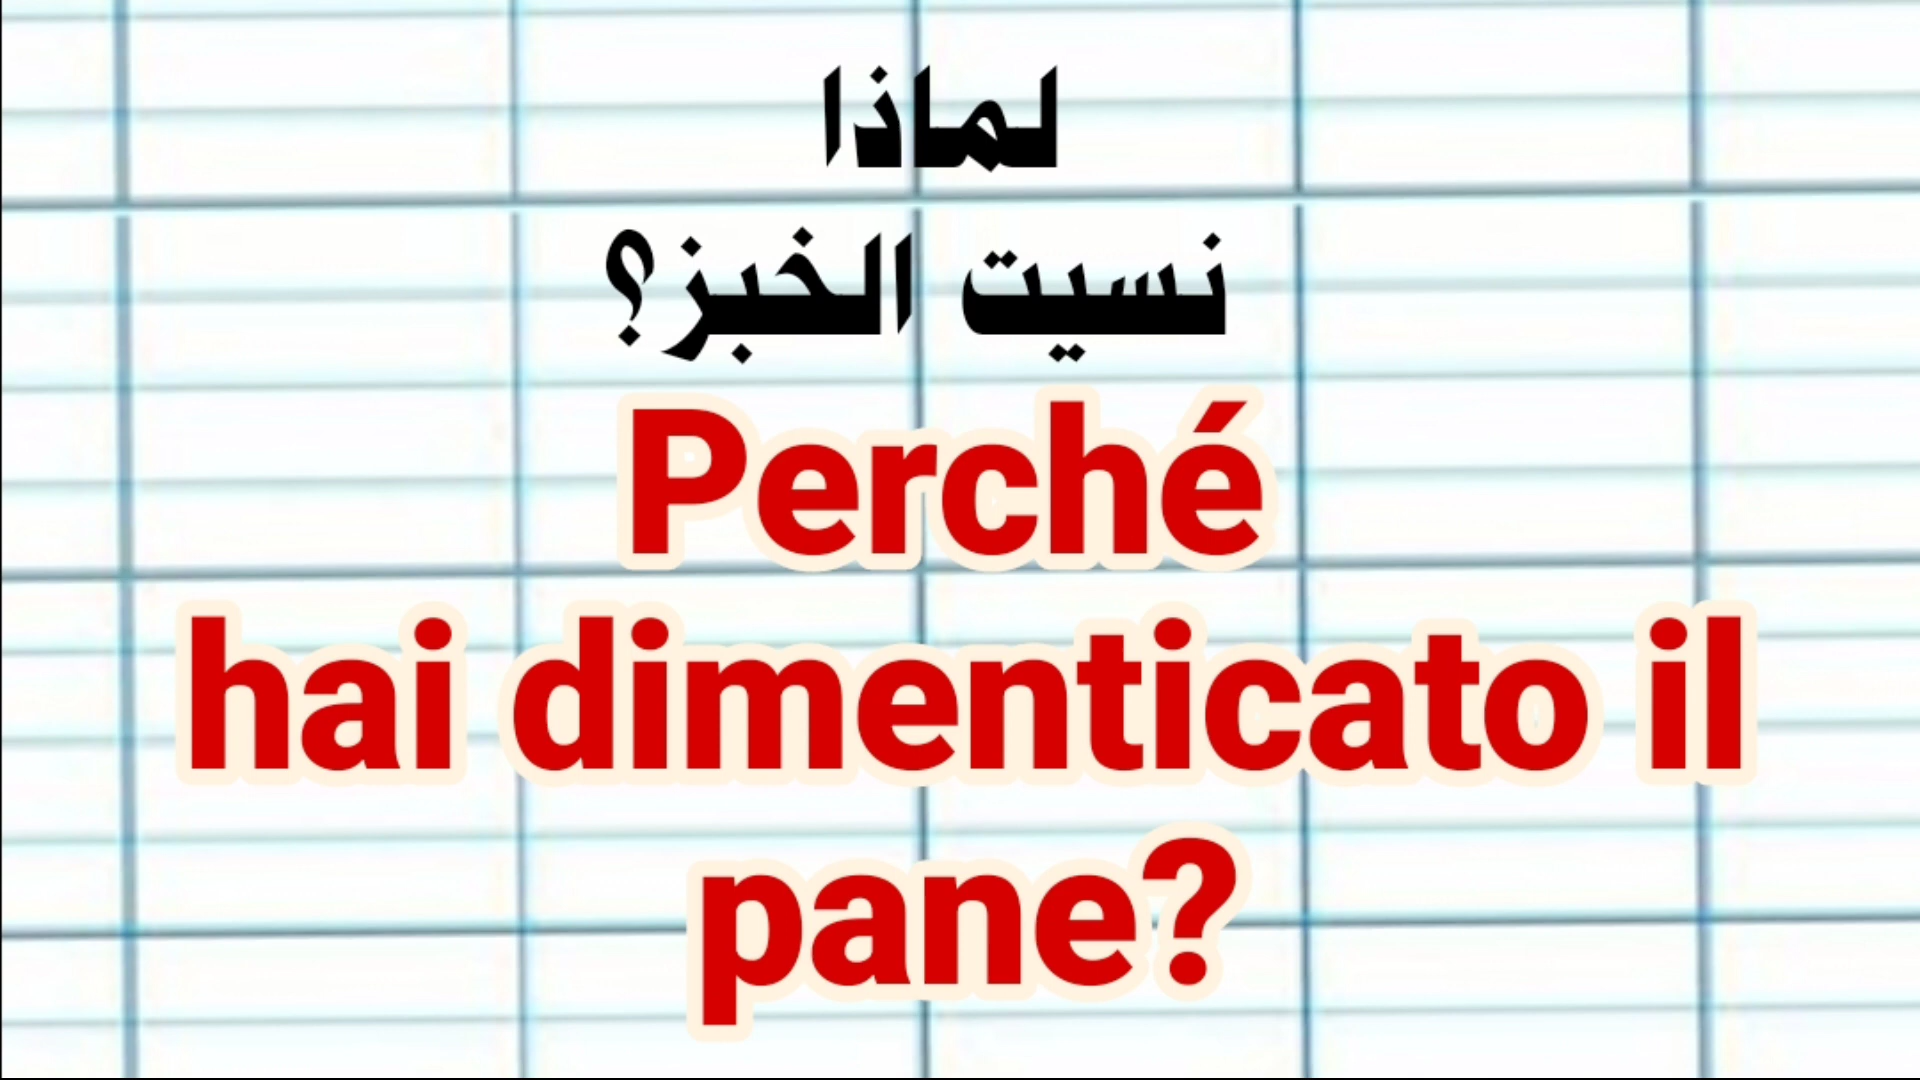 لماذا
نسيت الخبز؟
Perché
hai dimenticato il
pane?